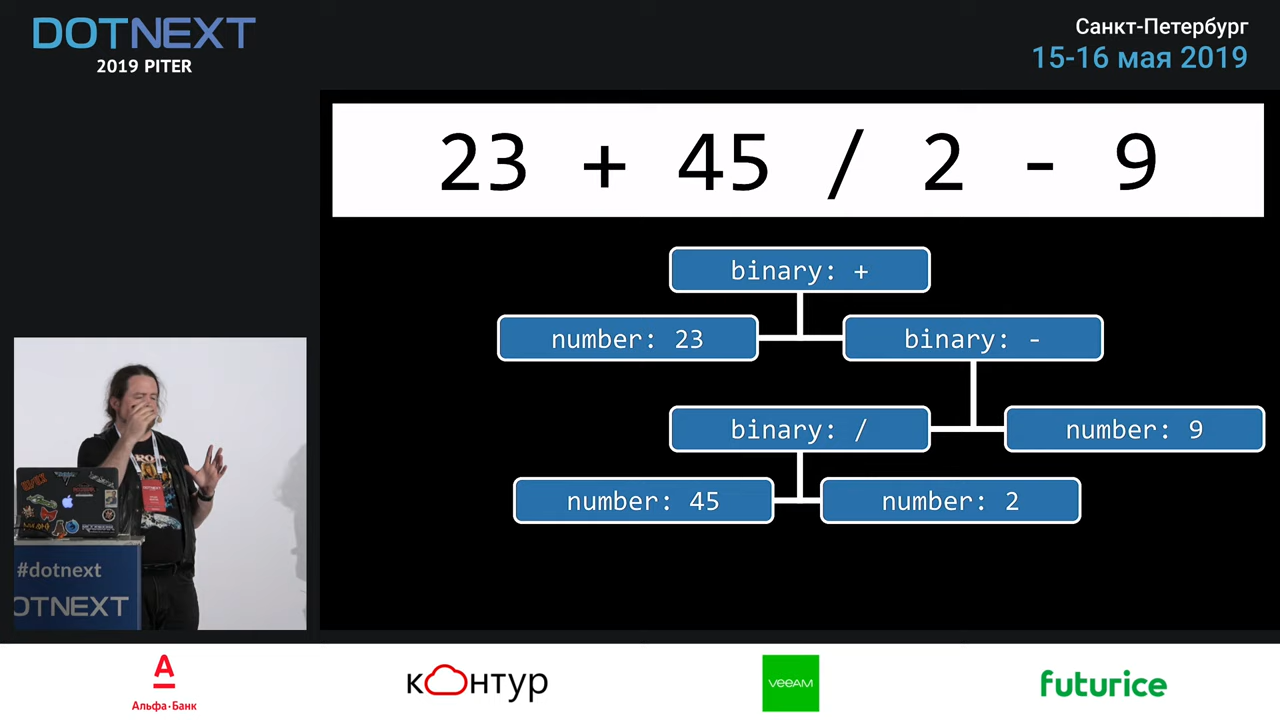 DOTNEXT
2019 PITER
Санкт-Петербург
15-16 мая 2019
23 + 45 / 2 - 9
binary: +
number: 23
binary: -
binary: /
number: 9
number: 45
number: 2
#dotnext
OTNEXT
А
Альфа·Банк
контур
veeam
futurice